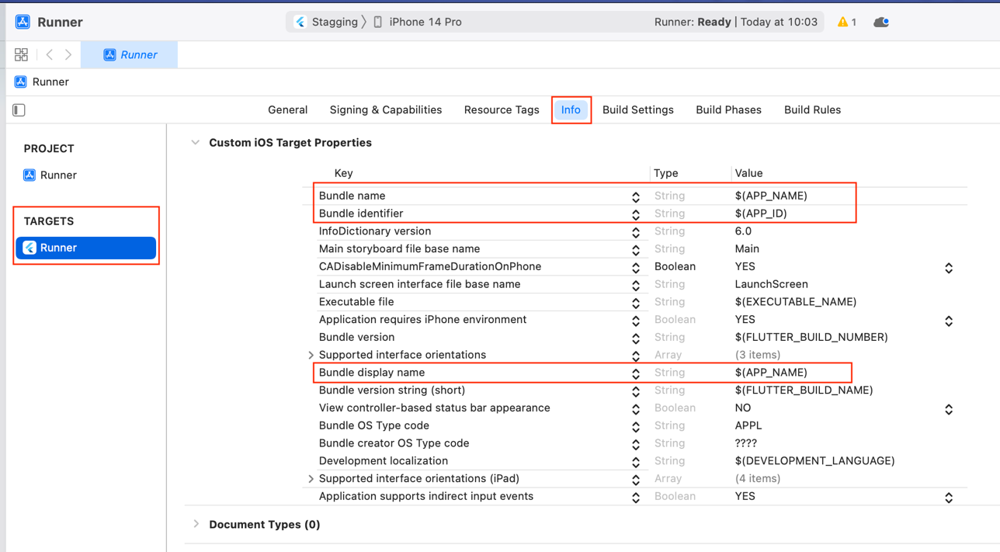 Runner
Stagging 〉 iPhone 14 Pro
Runner: Ready | Today at 10:03
1
Runner
Runner
General Signing & Capabilities Resource Tags Info Build Settings Build Phases Build Rules
PROJECT
Runner
TARGETS
Runner
Custom iOS Target Properties
Key Type Value
Bundle name String $(APP_NAME)
Bundle identifier String $(APP_ID)
InfoDictionary version String 6.0
Main storyboard file base name String Main
CADisableMinimumFrameDurationOnPhone Boolean YES
Launch screen interface file base name String LaunchScreen
Executable file String $(EXECUTABLE_NAME)
Application requires iPhone environment Boolean YES
Bundle version String $(FLUTTER_BUILD_NUMBER)
Supported interface orientations Array (3 items)
Bundle display name String $(APP_NAME)
Bundle version string (short) String $(FLUTTER_BUILD_NAME)
View controller-based status bar appearance Boolean NO
Bundle OS Type code String APPL
Bundle creator OS Type code String ????
Development localization String $(DEVELOPMENT_LANGUAGE)
Supported interface orientations (iPad) Array (4 items)
Application supports indirect input events Boolean YES
Document Types (0)